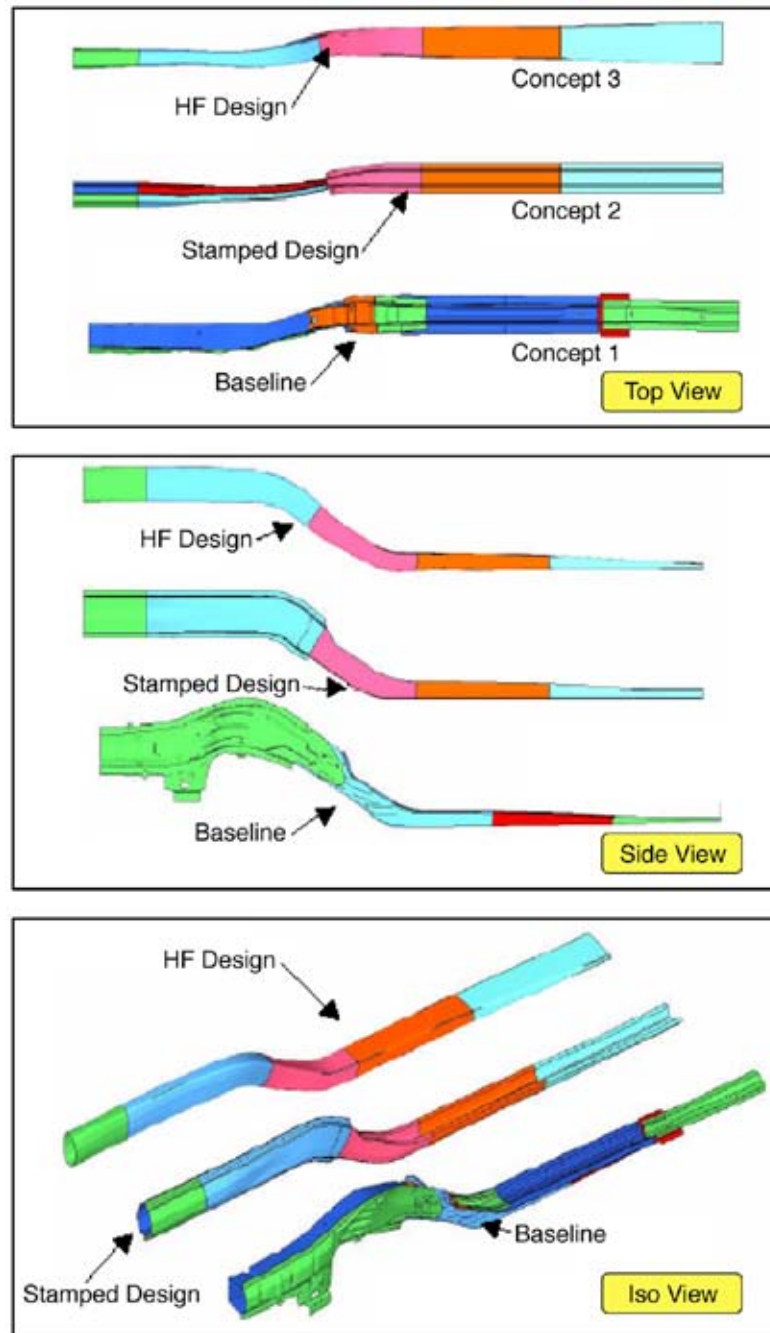 Concept 3
HF Design
Concept 2
Stamped Design
Concept 1
Baseline
Top View
HF Design
Stamped Design
Baseline
Side View
HF Design
Baseline
Stamped Design
Iso View